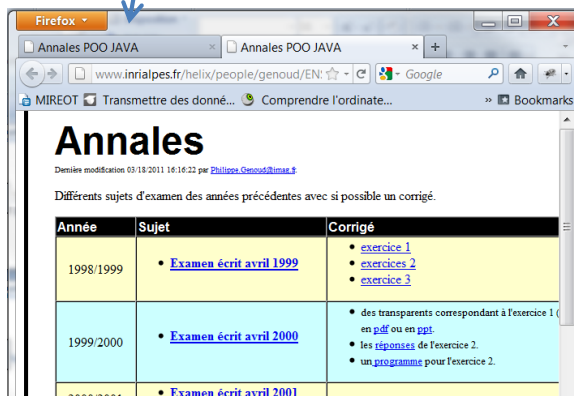 Firefox
Annales POO JAVA × Annales POO JAVA × +
www.inrialpes.fr/helix/people/genoud/EN Google
MIREOT Transmettre des donné... Comprendre l'ordinate... » Bookmarks
Annales
Dernière modification 03/18/2011 16:16:22 par Philippe.Genoud@imag.fr.
Différents sujets d'examen des années précédentes avec si possible un corrigé.
Année Sujet Corrigé
1998/1999
• Examen écrit avril 1999
• exercice 1
• exercices 2
• exercice 3
1999/2000
• Examen écrit avril 2000
• des transparents correspondant à l'exercice 1 (
en pdf ou en ppt.
• les réponses de l'exercice 2.
• un programme pour l'exercice 2.
• Examen écrit avril 2001